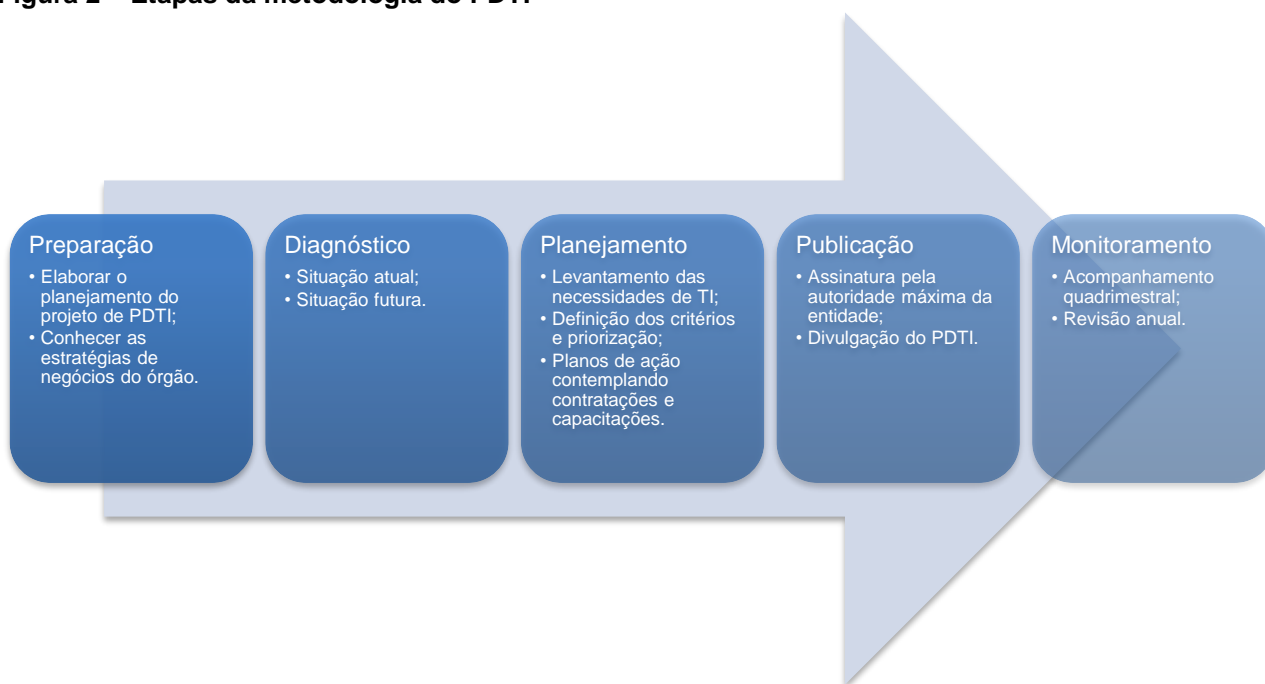 Figura 2 – Etapas da metodologia do PDTI
Preparação
• Elaborar o
planejamento do
projeto de PDTI;
• Conhecer as
estratégias de
negócios do órgão.
Diagnóstico
• Situação atual;
• Situação futura.
Planejamento
• Levantamento das
necessidades de TI;
• Definição dos critérios
e priorização;
• Planos de ação
contemplando
contratações e
capacitações.
Publicação
• Assinatura pela
autoridade máxima da
entidade;
• Divulgação do PDTI.
Monitoramento
• Acompanhamento
quadrimestral;
• Revisão anual.